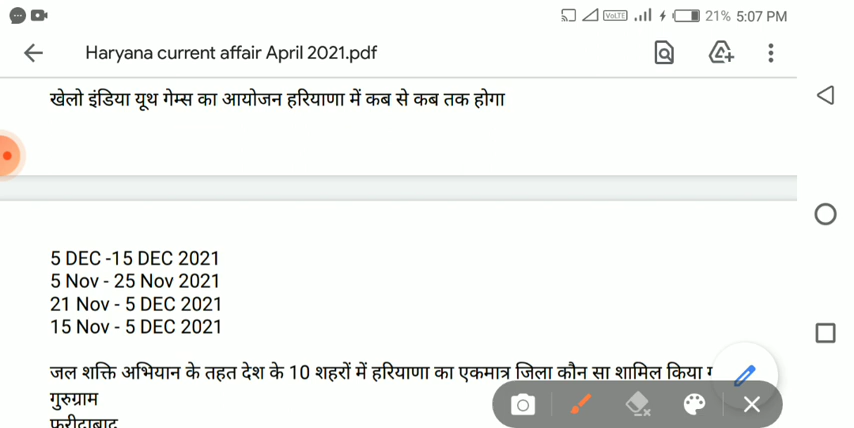 VoLTE 21% 5:07 PM
Haryana current affair April 2021.pdf
खेलो इंडिया यूथ गेम्स का आयोजन हरियाणा में कब से कब तक होगा
5 DEC -15 DEC 2021
5 Nov - 25 Nov 2021
21 Nov - 5 DEC 2021
15 Nov - 5 DEC 2021
जल शक्ति अभियान के तहत देश के 10 शहरों में हरियाणा का एकमात्र जिला कौन सा शामिल किया
गुरुग्राम
फरीदाबाद